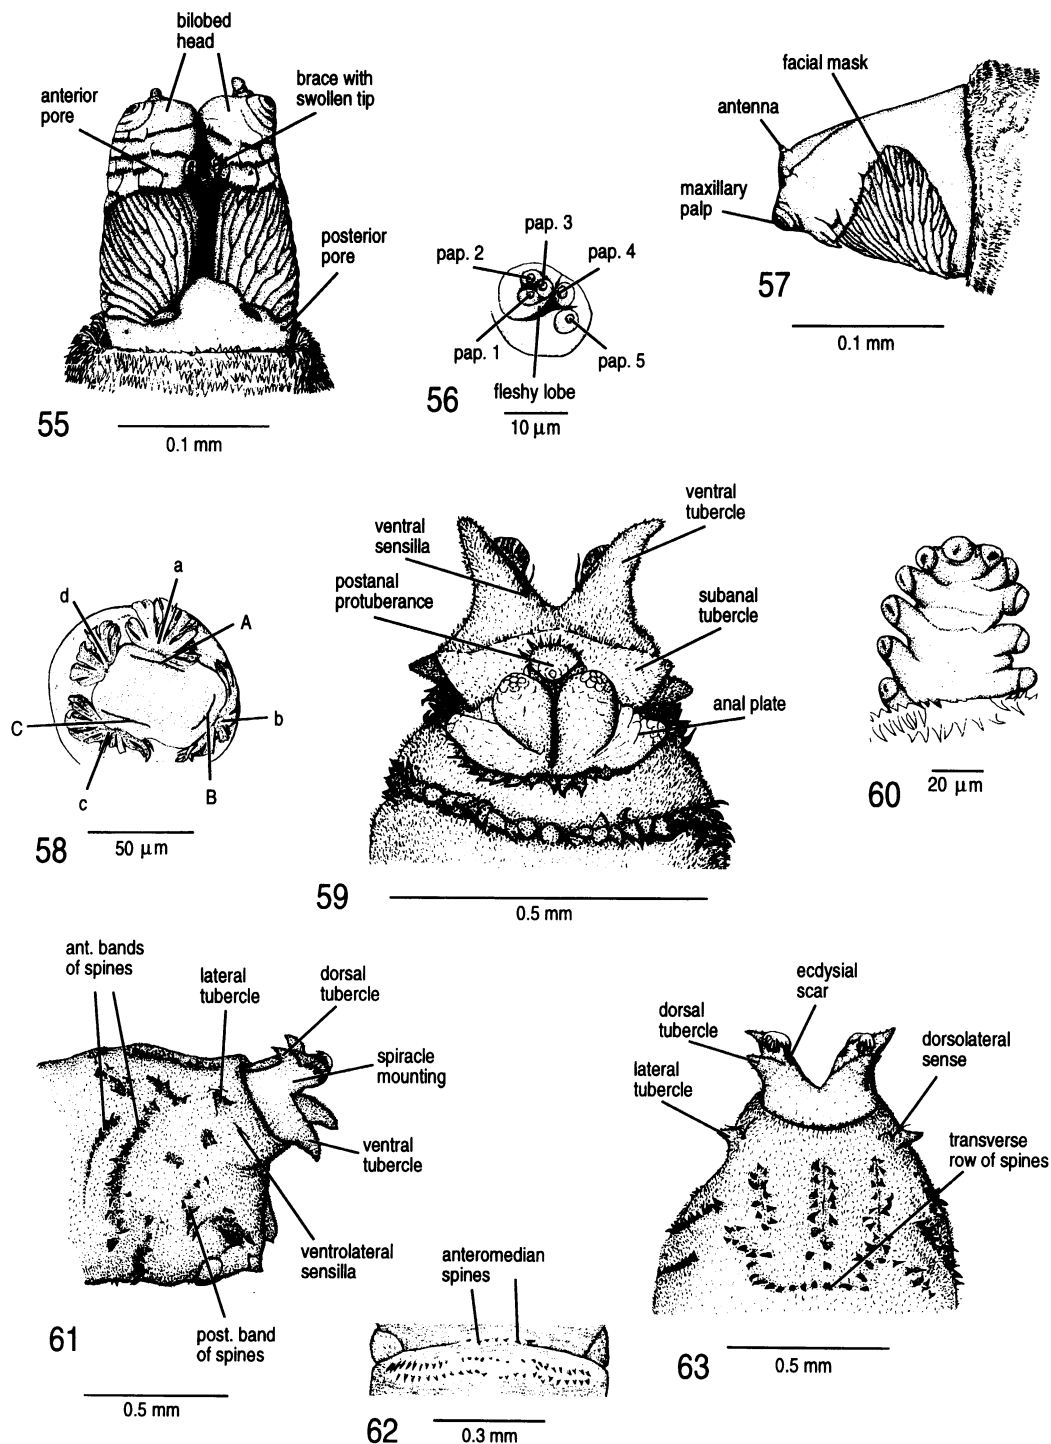 bilobed
head
anterior
pore
brace with
swollen tip
posterior
pore
55
0.1 mm
pap. 3
pap. 2
pap. 4
pap. 1
pap. 5
fleshy lobe
56
10 µm
facial mask
antenna
maxillary
palp
57
0.1 mm
a
d
A
C
b
c
B
58
50 µm
ventral
tubercle
ventral
sensilla
postanal
protuberance
subanal
tubercle
anal plate
59
0.5 mm
60
20 µm
ant. bands
of spines
lateral
tubercle
dorsal
tubercle
spiracle
mounting
ventral
tubercle
ventrolateral
sensilla
post. band
of spines
61
0.5 mm
anteromedian
spines
62
0.3 mm
ecdysial
scar
dorsal
tubercle
lateral
tubercle
dorsolateral
sense
transverse
row of spines
63
0.5 mm